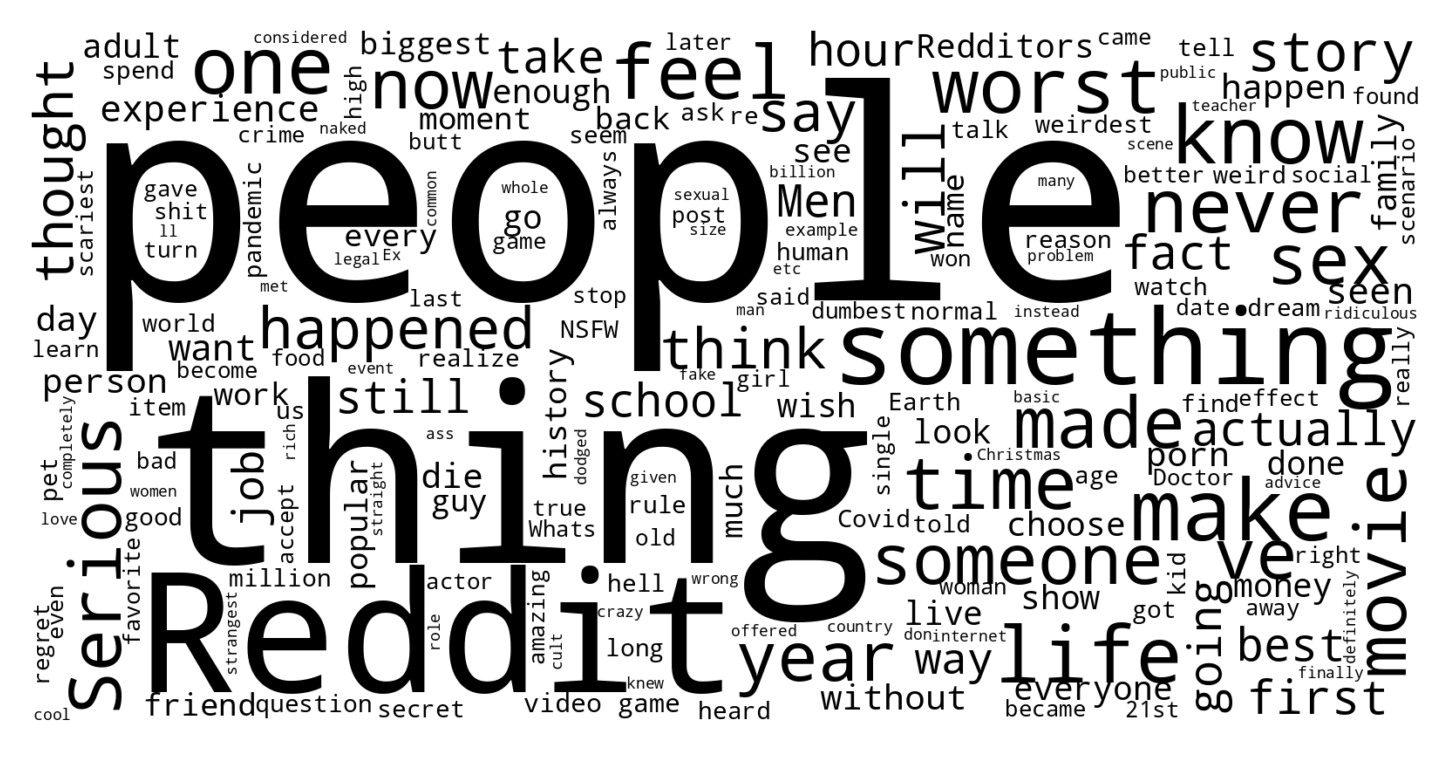 adult
spend
one
considered
high
biggest
now
take
enough
feel
later
hour
Redditors
came
tell
public
story
happen
found
thought
scariest
experience
crime
naked
moment
butt
back
seem
ask
re
say
see
worst
talk
weirdest
teacher
scene
know
family
scenario
people
gave
shit
ll
turn
pandemic
every
legal
Ex
common
whole
go
game
always
sexual
post
size
billion
Men
example
human
etc
will
name
won
many
reason
problem
better
weird
social
never
fact
sex
watch
seen
day
learn
world
met
want
become
happened
food
event
last
realize
stop
NSFW
said
man
dumbest
normal
instead
date
dream
ridiculous
really
think
fake
girl
something
person
item
work
us
still
history
school
wish
Earth
basic
find
effect
look
made
actually
completely
pet
bad
women
love
good
Serious
job
rich
accept
thing
popular
straight
ass
die
guy
dodged
true
Whats
given
rule
old
much
single
Covid
told
time
Christmas
age
choose
porn
Doctor
done
advice
make
movie
regret
even
favorite
million
strangest
Reddit
actor
role
amazing
cult
hell
crazy
long
knew
wrong
offered
year
country
someone
woman
live
don
internet
way
show
life
got
kid
ve
right
money
away
going
best
definitely
finally
cool
friend
question
secret
video game
heard
without
everyone
became
21st
first